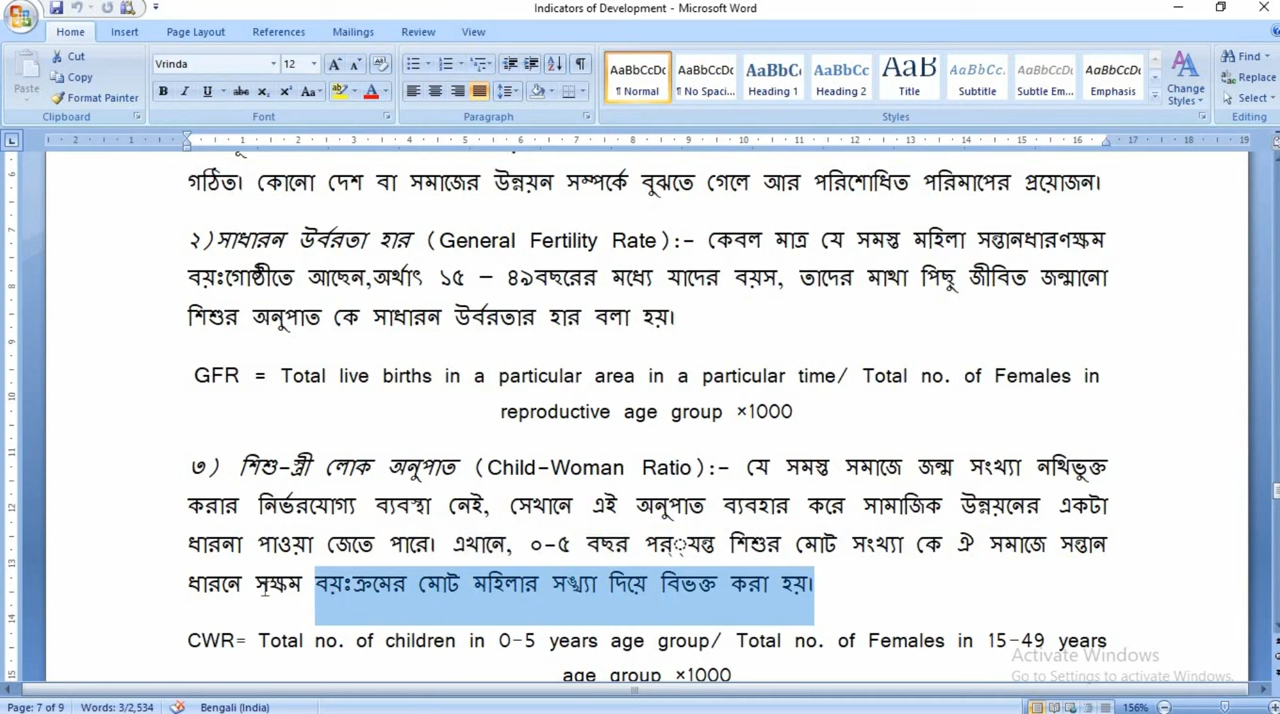 Indicators of Development - Microsoft Word
Home Insert Page Layout References Mailings Review View
Paste
Cut
Copy
Format Painter
Clipboard
Vrinda 12
Font
Paragraph
AaBbCcDc AaBbCcDc AaBbC AaBbCc AaB AaBbCc. AaBbCcDc AaBbCcDc
¶ Normal ¶ No Spaci... Heading 1 Heading 2 Title Subtitle Subtle Em... Emphasis
Change Styles
Styles
Find
Replace
Select
Editing
গঠিত। কোনো দেশ বা সমাজের উন্নয়ন সম্পর্কে বুঝতে গেলে আর পরিশোধিত পরিমাপের প্রয়োজন।
২)সাধারন উর্বরতা হার (General Fertility Rate):- কেবল মাত্র যে সমস্ত মহিলা সন্তানধারণক্ষম
বয়ঃগোষ্ঠীতে আছেন,অর্থাৎ ১৫ – ৪৯বছরের মধ্যে যাদের বয়স, তাদের মাথা পিছু জীবিত জন্মানো
শিশুর অনুপাত কে সাধারন উর্বরতার হার বলা হয়।
GFR = Total live births in a particular area in a particular time/ Total no. of Females in
reproductive age group ×1000
৩) শিশু-স্ত্রী লোক অনুপাত (Child-Woman Ratio):- যে সমস্ত সমাজে জন্ম সংখ্যা নথিভুক্ত
করার নির্ভরযোগ্য ব্যবস্থা নেই, সেখানে এই অনুপাত ব্যবহার করে সামাজিক উন্নয়নের একটা
ধারনা পাওয়া জেতে পারে। এখানে, ০-৫ বছর পর্‍্যন্ত শিশুর মোট সংখ্যা কে ঐ সমাজে সন্তান
ধারনে সক্ষম বয়ঃক্রমের মোট মহিলার সঙ্খ্যা দিয়ে বিভক্ত করা হয়।
CWR= Total no. of children in 0-5 years age group/ Total no. of Females in 15-49 years
age group ×1000
Activate Windows
Go to Settings to activate Windows.
Page: 7 of 9 Words: 3/2,534 Bengali (India) 156%